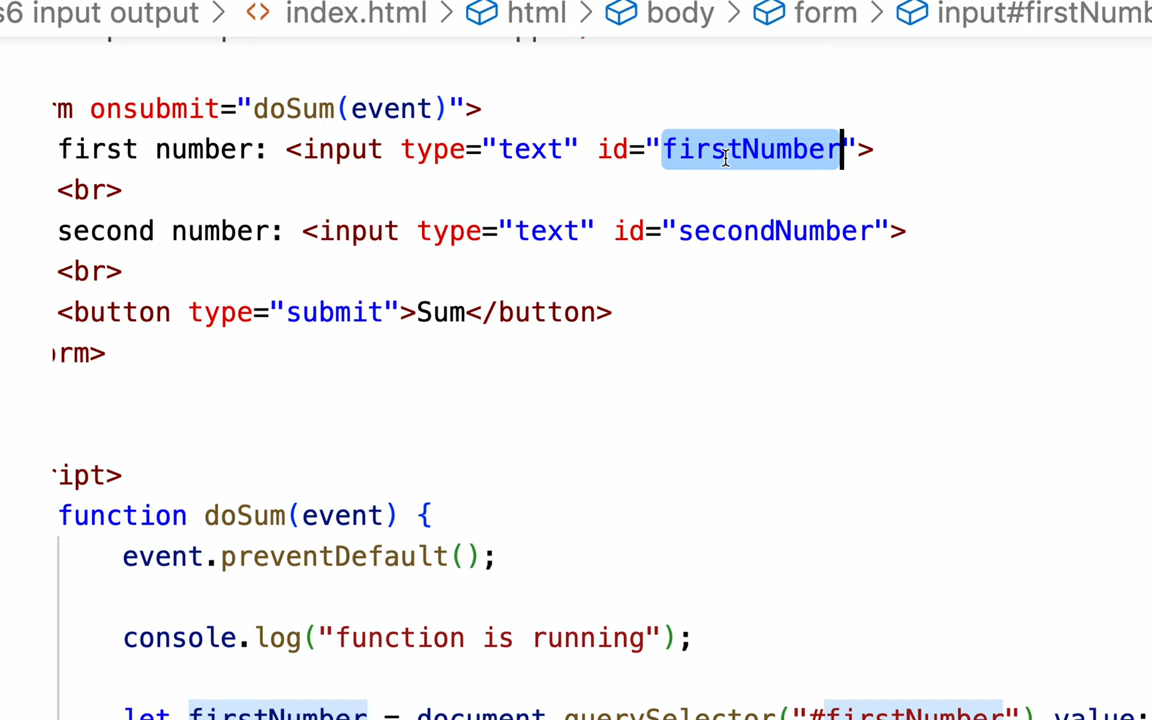 s6 input output > <> index.html > html > body > form > input#firstNumb
m onsubmit="doSum(event)">
first number: <input type="text" id="firstNumber">
<br>
second number: <input type="text" id="secondNumber">
<br>
<button type="submit">Sum</button>
rm>
ript>
function doSum(event) {
event.preventDefault();
console.log("function is running");
let firstNumber = document.querySelector("#firstNumber").value;